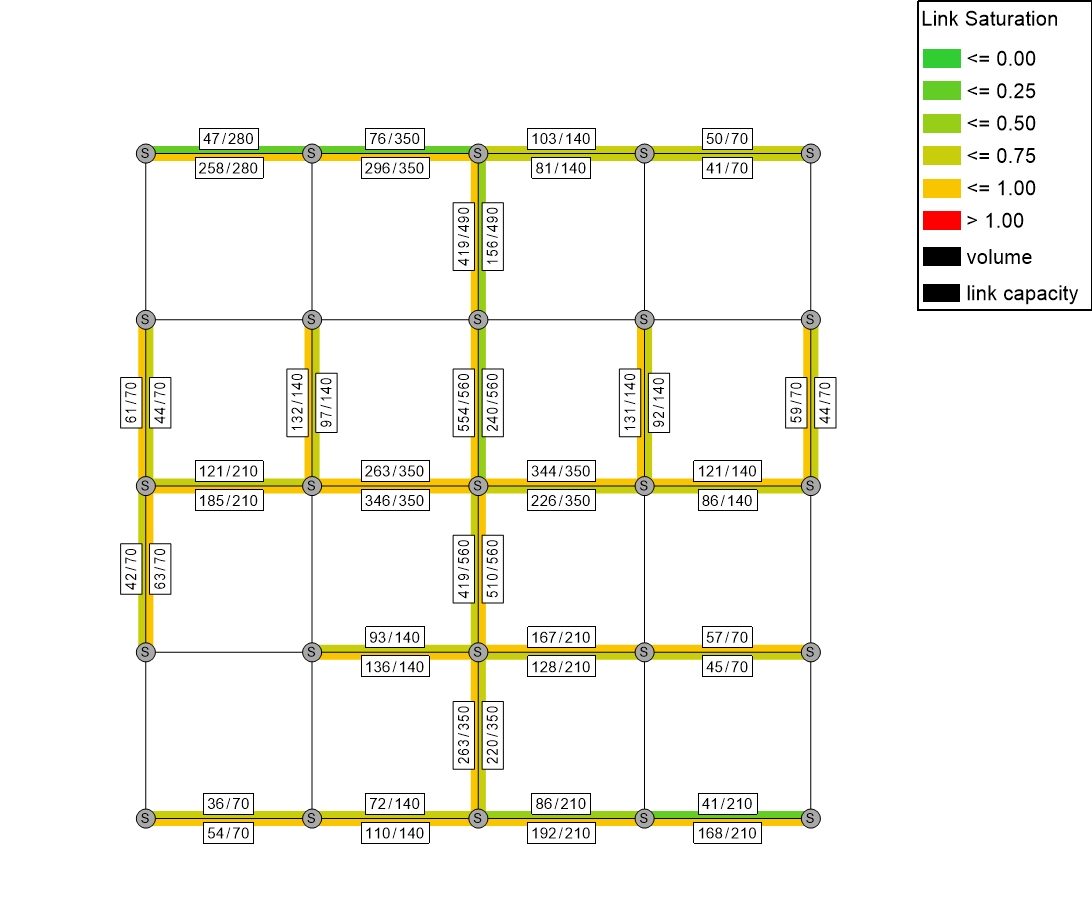 Link Saturation
<= 0.00
<= 0.25
<= 0.50
<= 0.75
<= 1.00
> 1.00
volume
link capacity
47/280
76/350
103/140
50/70
S
S
S
S
S
258/280
296/350
81/140
41/70
419/490
156/490
S
S
S
S
S
61/70
44/70
132/140
97/140
554/560
240/560
131/140
92/140
59/70
44/70
121/210
263/350
344/350
121/140
S
S
S
S
S
185/210
346/350
226/350
86/140
42/70
63/70
419/560
510/560
93/140
167/210
57/70
S
S
S
S
S
136/140
128/210
45/70
263/350
220/350
36/70
72/140
86/210
41/210
S
S
S
S
S
54/70
110/140
192/210
168/210